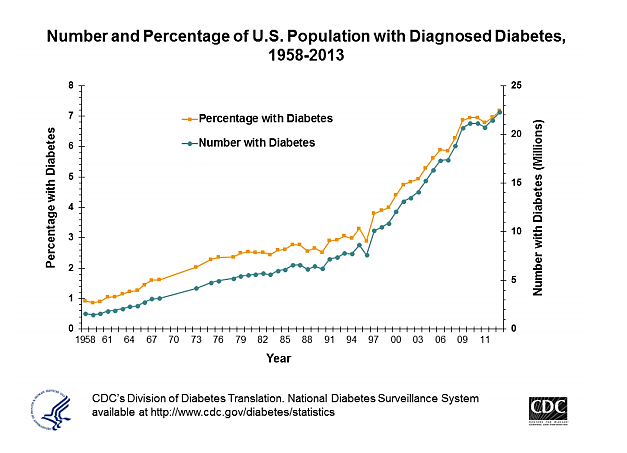 Number and Percentage of U.S. Population with Diagnosed Diabetes,
1958-2013
Percentage with Diabetes
8
7
6
5
4
3
2
1
0
Percentage with Diabetes
Number with Diabetes
25
20
15
10
5
0
Number with Diabetes (Millions)
1958 61 64 67 70 73 76 79 82 85 88 91 94 97 00 03 06 09 11
Year
CDC's Division of Diabetes Translation. National Diabetes Surveillance System
available at http://www.cdc.gov/diabetes/statistics
CDC